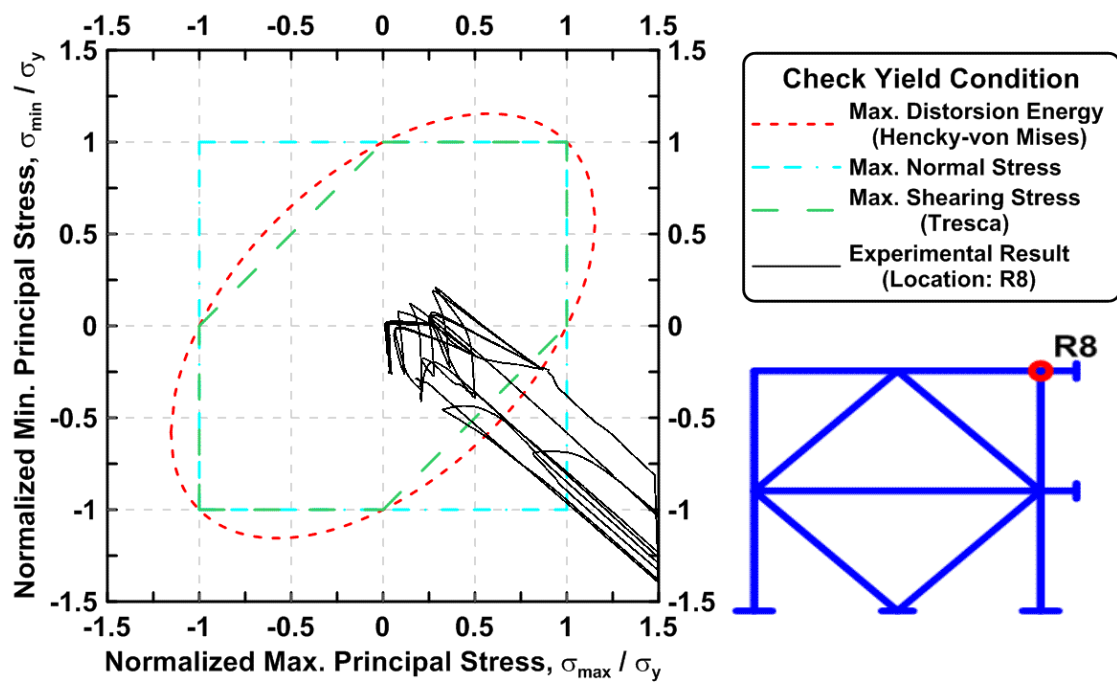 -1.5 -1 -0.5 0 0.5 1 1.5
1.5 1.5
1 1
0.5 0.5
0 0
-0.5 -0.5
-1 -1
-1.5 -1.5
-1.5 -1 -0.5 0 0.5 1 1.5
Normalized Min. Principal Stress, σmin / σy
Normalized Max. Principal Stress, σmax / σy
Check Yield Condition
Max. Distorsion Energy
(Hencky-von Mises)
Max. Normal Stress
Max. Shearing Stress
(Tresca)
Experimental Result
(Location: R8)
R8